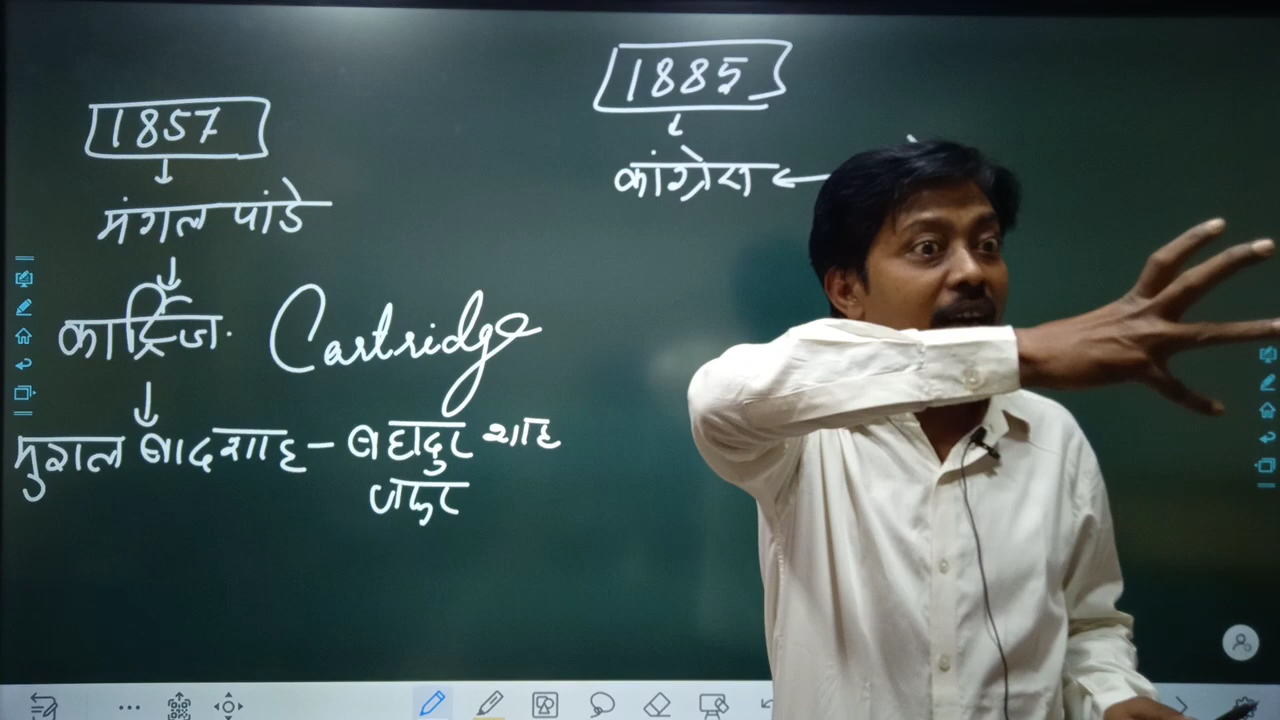 1857
मंगल पांडे
कार्ट्रिज.
Cartridge
मुगल बादशाह – बहादुर शाह
जफर
1885
कांग्रेस